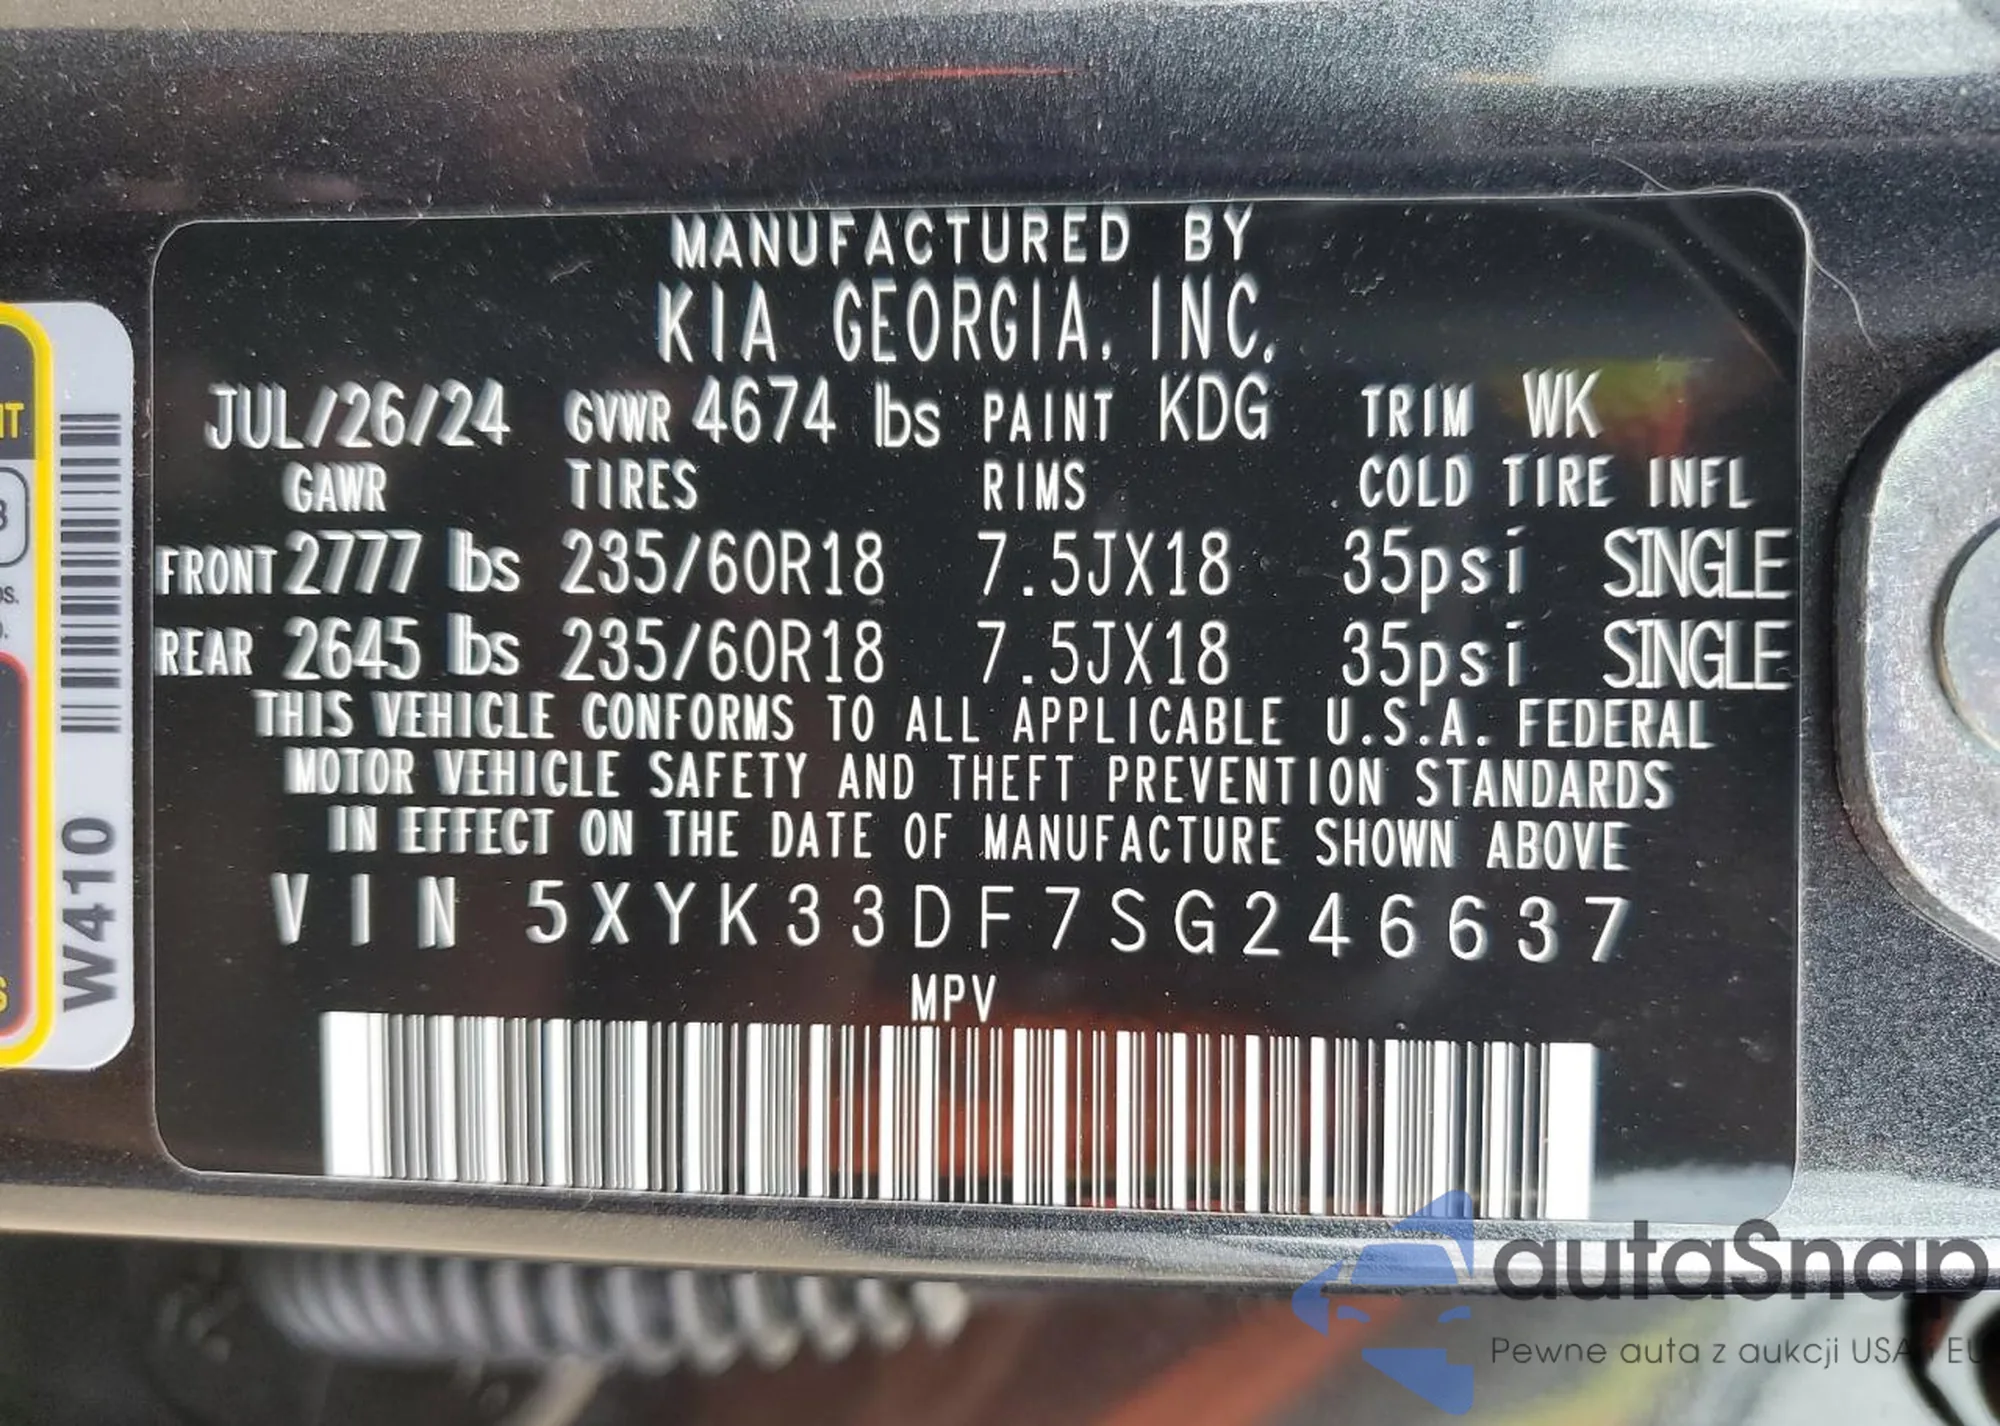 MANUFACTURED BY
KIA GEORGIA, INC.
JUL/26/24 GVWR 4674 lbs PAINT KDG TRIM WK
GAWR TIRES RIMS COLD TIRE INFL
FRONT 2777 lbs 235/60R18 7.5JX18 35psi SINGLE
REAR 2645 lbs 235/60R18 7.5JX18 35psi SINGLE
THIS VEHICLE CONFORMS TO ALL APPLICABLE U.S.A. FEDERAL
MOTOR VEHICLE SAFETY AND THEFT PREVENTION STANDARDS
IN EFFECT ON THE DATE OF MANUFACTURE SHOWN ABOVE
VIN 5XYK33DF7SG246637
MPV
W410
autaSnap
Pewne auta z aukcji USA i EU